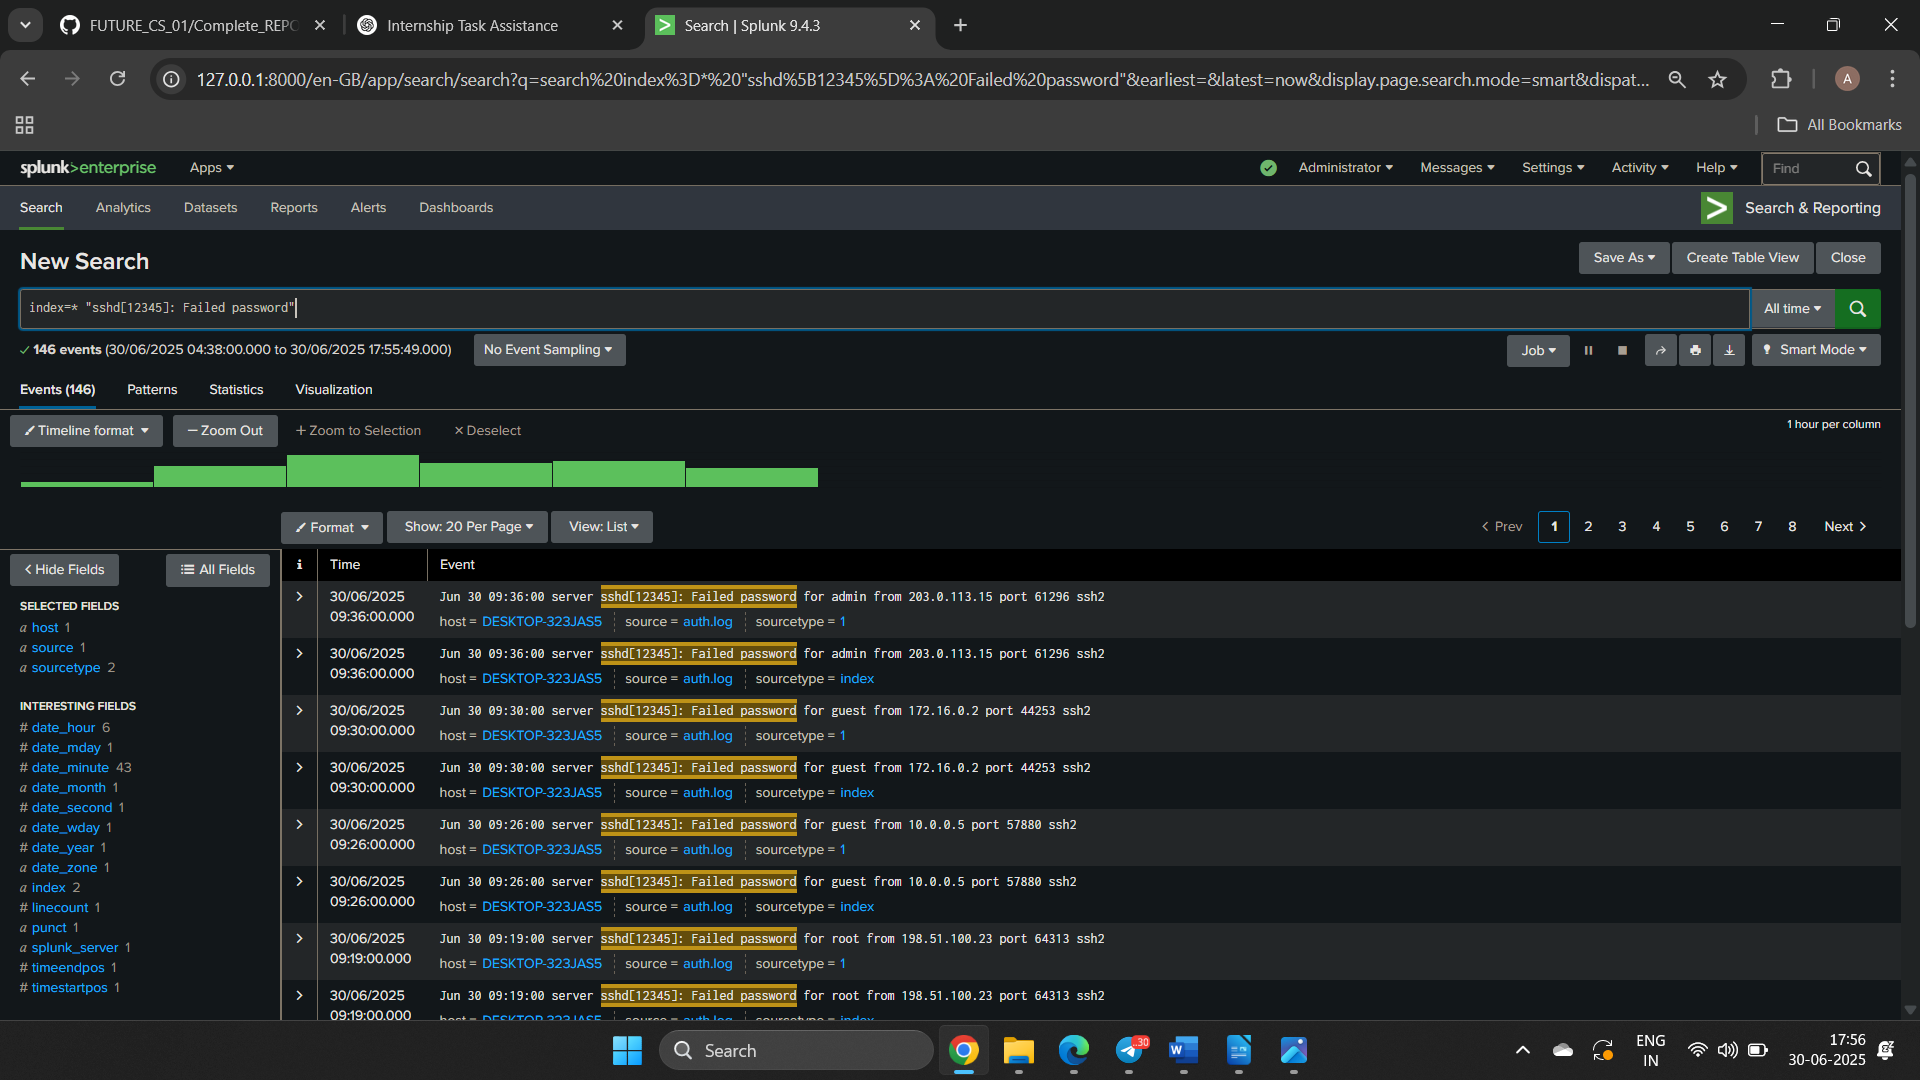 FUTURE_CS_01/Complete_REPO
Internship Task Assistance
Search | Splunk 9.4.3
127.0.0.1:8000/en-GB/app/search/search?q=search%20index%3D*%20"sshd%5B12345%5D%3A%20Failed%20password"&earliest=&latest=now&display.page.search.mode=smart&dispat...
A
All Bookmarks
splunk>enterprise Apps
Administrator Messages Settings Activity Help Find
Search Analytics Datasets Reports Alerts Dashboards
Search & Reporting
New Search
Save As Create Table View Close
index=* "sshd[12345]: Failed password"
All time
146 events (30/06/2025 04:38:00.000 to 30/06/2025 17:55:49.000) No Event Sampling
Job Smart Mode
Events (146) Patterns Statistics Visualization
Timeline format — Zoom Out + Zoom to Selection × Deselect
1 hour per column
Format Show: 20 Per Page View: List
< Prev 1 2 3 4 5 6 7 8 Next >
< Hide Fields All Fields
SELECTED FIELDS
a host 1
a source 1
a sourcetype 2
INTERESTING FIELDS
# date_hour 6
# date_mday 1
# date_minute 43
a date_month 1
# date_second 1
a date_wday 1
# date_year 1
a date_zone 1
a index 2
# linecount 1
a punct 1
a splunk_server 1
# timeendpos 1
# timestartpos 1
i Time Event
30/06/2025 09:36:00.000
Jun 30 09:36:00 server sshd[12345]: Failed password for admin from 203.0.113.15 port 61296 ssh2
host = DESKTOP-323JAS5 source = auth.log sourcetype = 1
30/06/2025 09:36:00.000
Jun 30 09:36:00 server sshd[12345]: Failed password for admin from 203.0.113.15 port 61296 ssh2
host = DESKTOP-323JAS5 source = auth.log sourcetype = index
30/06/2025 09:30:00.000
Jun 30 09:30:00 server sshd[12345]: Failed password for guest from 172.16.0.2 port 44253 ssh2
host = DESKTOP-323JAS5 source = auth.log sourcetype = 1
30/06/2025 09:30:00.000
Jun 30 09:30:00 server sshd[12345]: Failed password for guest from 172.16.0.2 port 44253 ssh2
host = DESKTOP-323JAS5 source = auth.log sourcetype = index
30/06/2025 09:26:00.000
Jun 30 09:26:00 server sshd[12345]: Failed password for guest from 10.0.0.5 port 57880 ssh2
host = DESKTOP-323JAS5 source = auth.log sourcetype = 1
30/06/2025 09:26:00.000
Jun 30 09:26:00 server sshd[12345]: Failed password for guest from 10.0.0.5 port 57880 ssh2
host = DESKTOP-323JAS5 source = auth.log sourcetype = index
30/06/2025 09:19:00.000
Jun 30 09:19:00 server sshd[12345]: Failed password for root from 198.51.100.23 port 64313 ssh2
host = DESKTOP-323JAS5 source = auth.log sourcetype = 1
30/06/2025 09:19:00.000
Jun 30 09:19:00 server sshd[12345]: Failed password for root from 198.51.100.23 port 64313 ssh2
host = DESKTOP-323JAS5 source = auth.log sourcetype = index
Search
..30
ENG
IN
17:56
30-06-2025